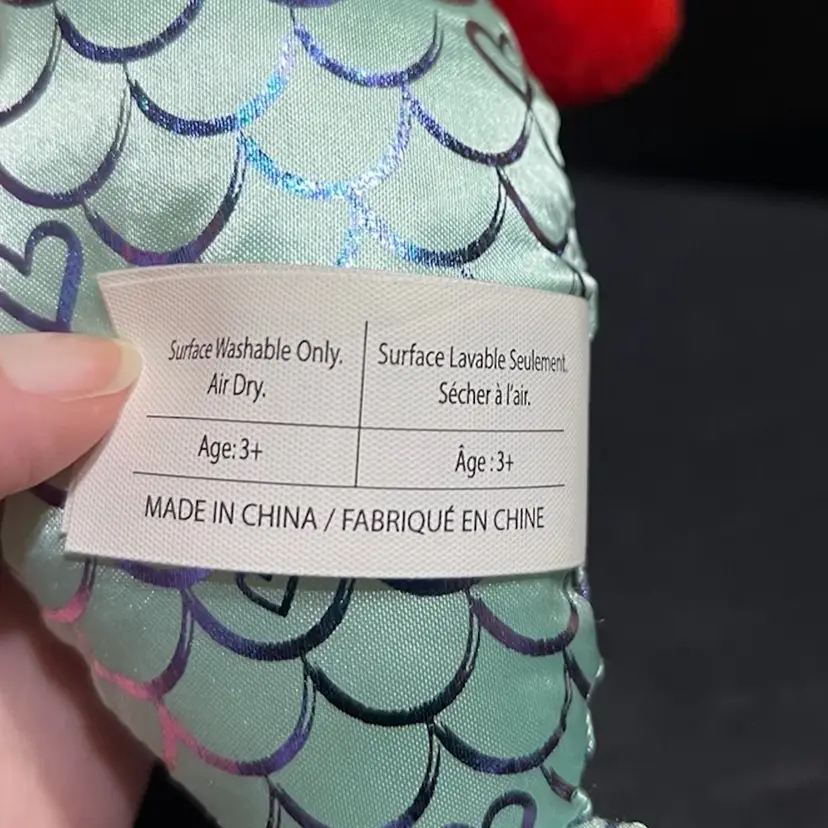 Surface Washable Only.
Air Dry.
Surface Lavable Seulement.
Sécher à l'air.
Age: 3+
Âge : 3+
MADE IN CHINA / FABRIQUÉ EN CHINE